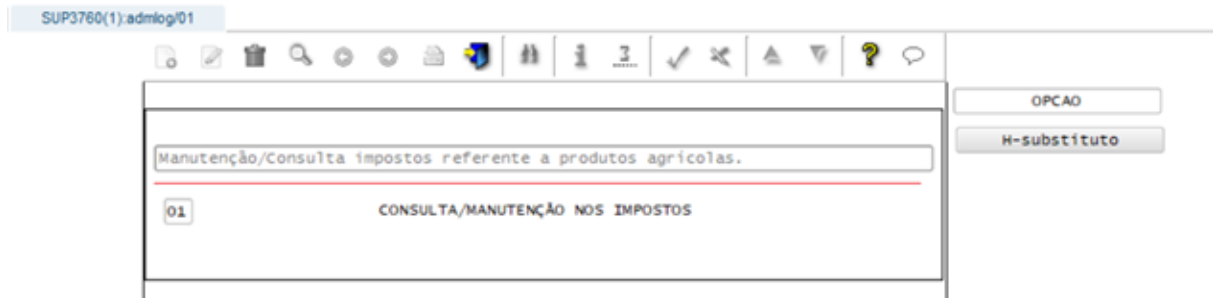 SUP3760(1):admlog/01
OPCAO
H-substituto
Manutenção/Consulta impostos referente a produtos agrícolas.
01 CONSULTA/MANUTENÇÃO NOS IMPOSTOS